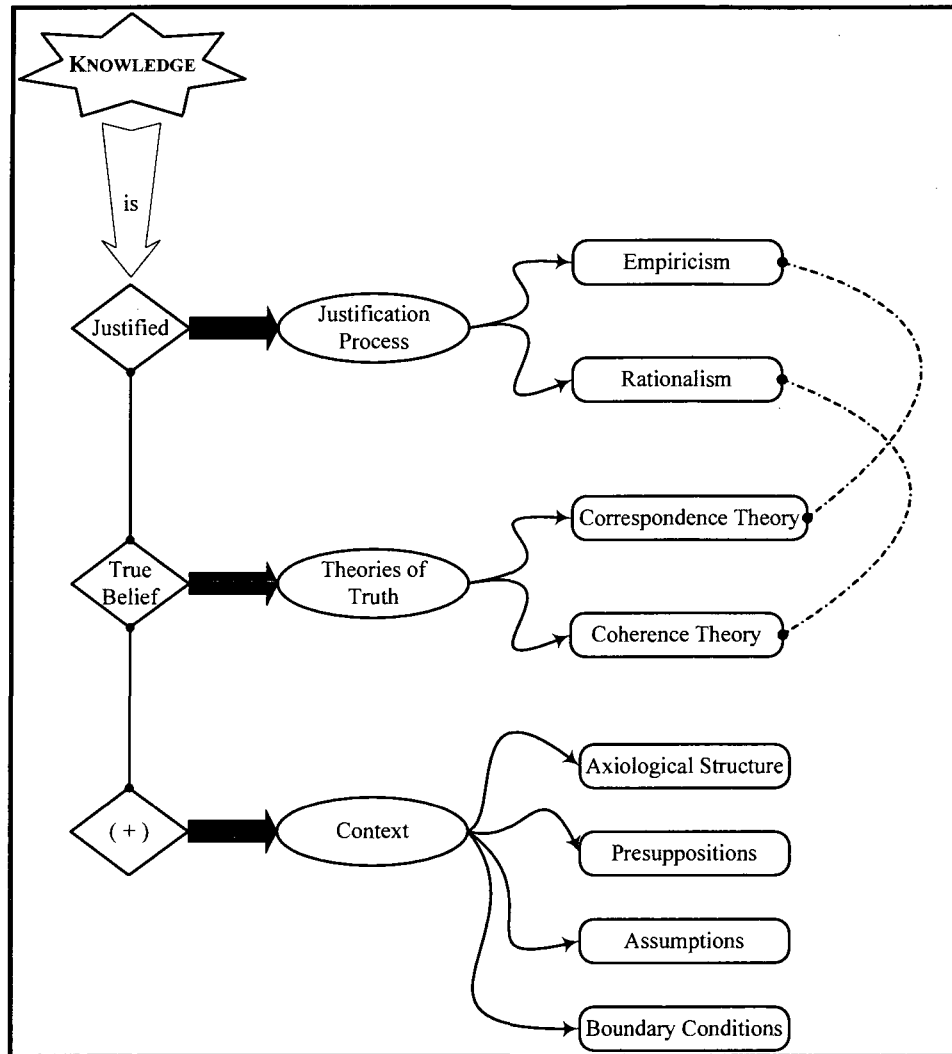 KNOWLEDGE
is
Justified
Justification
Process
Empiricism
Rationalism
True
Belief
Theories of
Truth
Correspondence Theory
Coherence Theory
( + )
Context
Axiological Structure
Presuppositions
Assumptions
Boundary Conditions